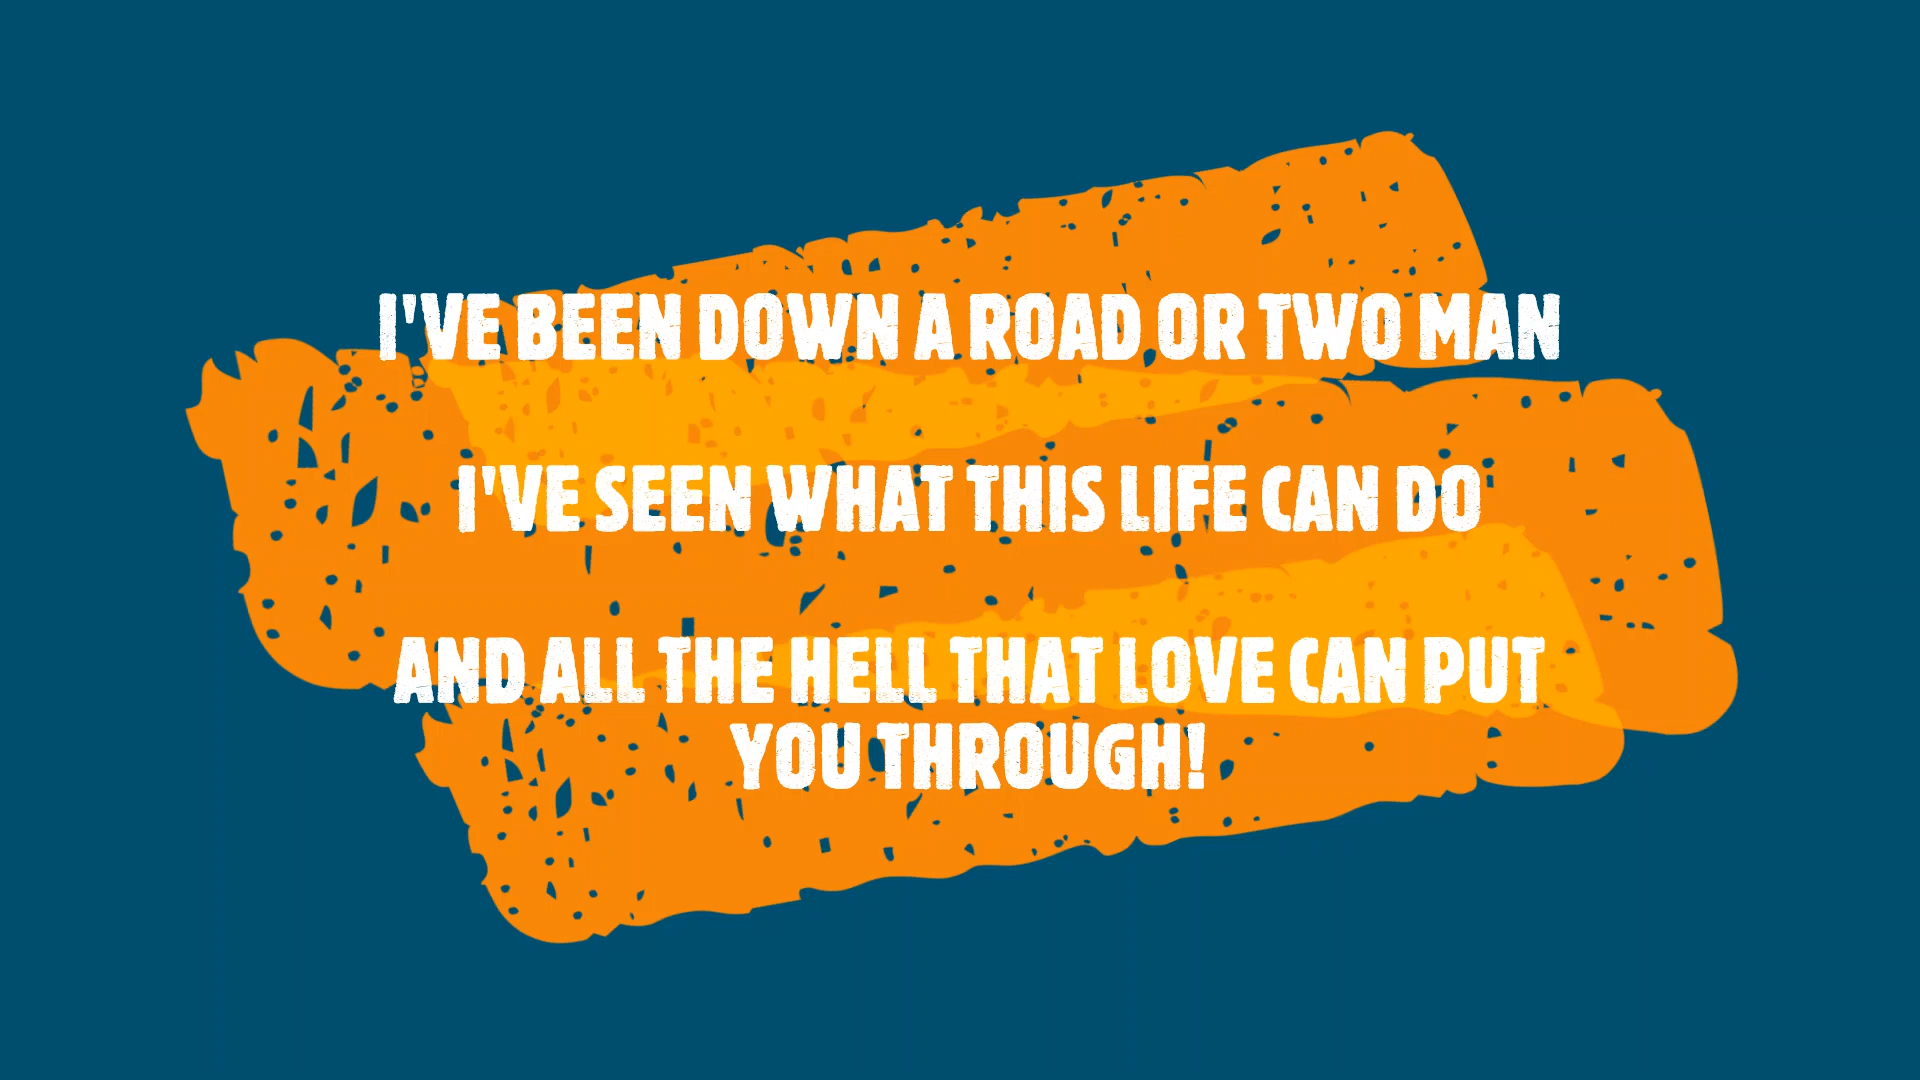 I'VE BEEN DOWN A ROAD OR TWO MAN
I'VE SEEN WHAT THIS LIFE CAN DO
AND ALL THE HELL THAT LOVE CAN PUT
YOU THROUGH!